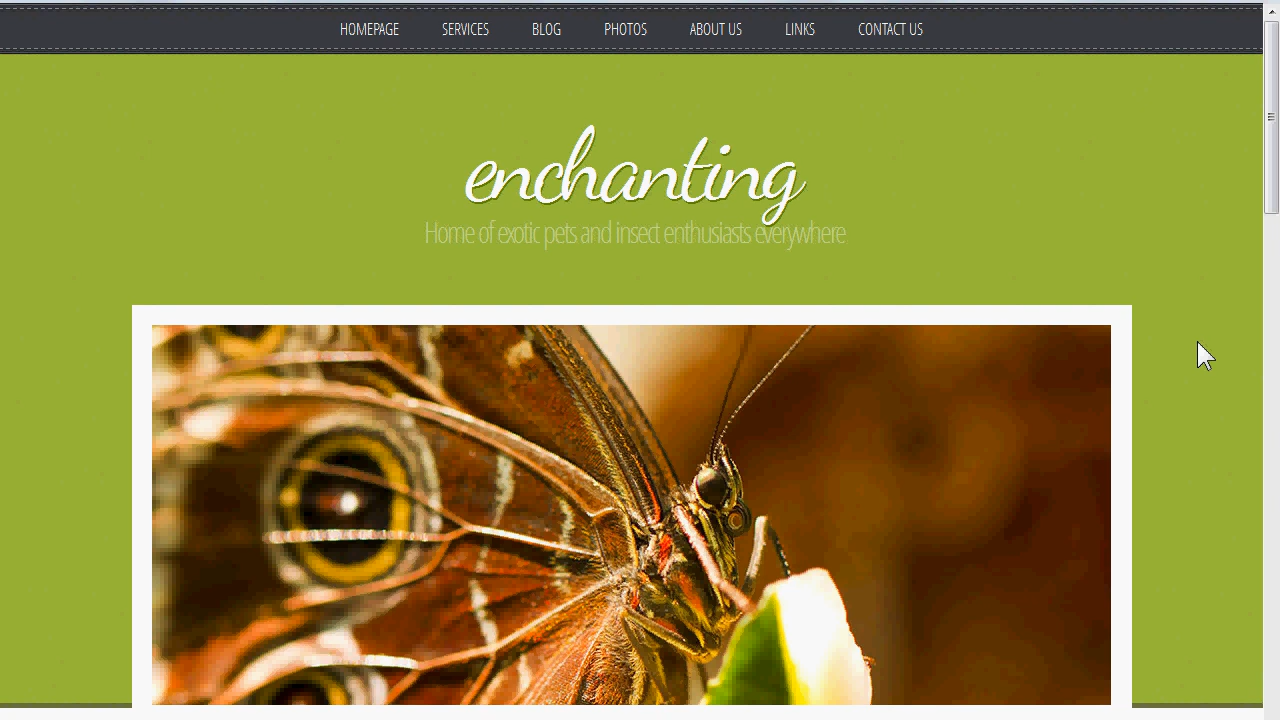 HOMEPAGE SERVICES BLOG PHOTOS ABOUT US LINKS CONTACT US
enchanting
Home of exotic pets and insect enthusiasts everywhere